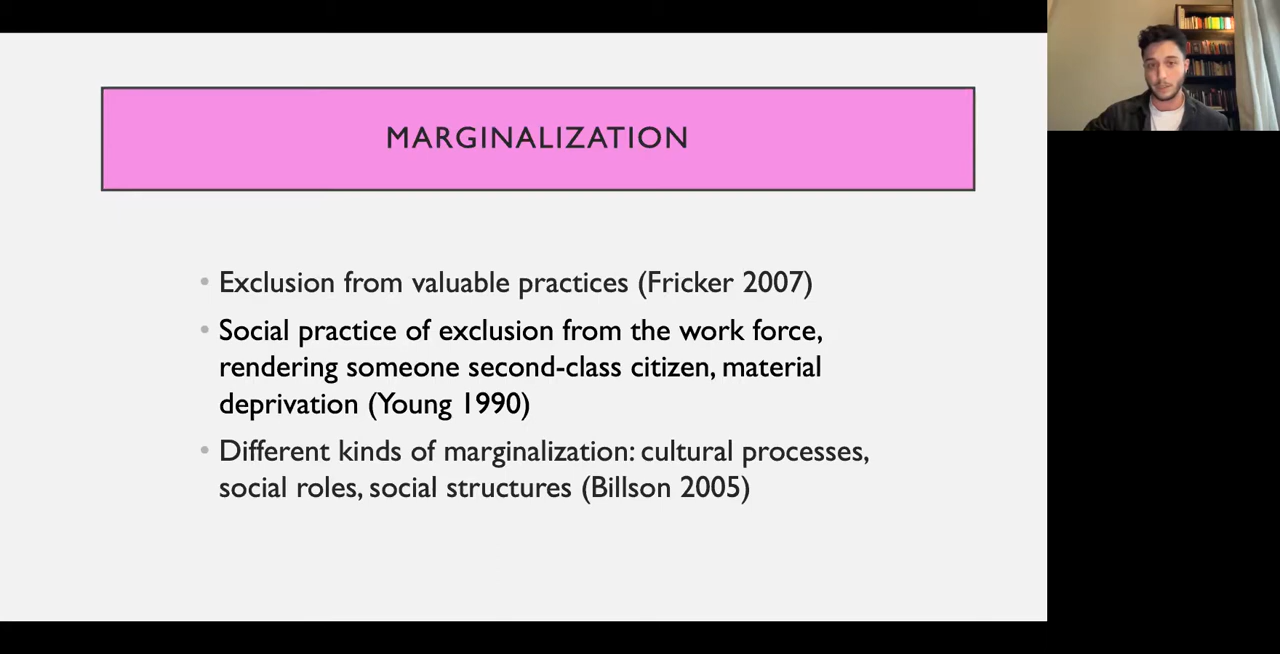 MARGINALIZATION
• Exclusion from valuable practices (Fricker 2007)
• Social practice of exclusion from the work force,
rendering someone second-class citizen, material
deprivation (Young 1990)
• Different kinds of marginalization: cultural processes,
social roles, social structures (Billson 2005)